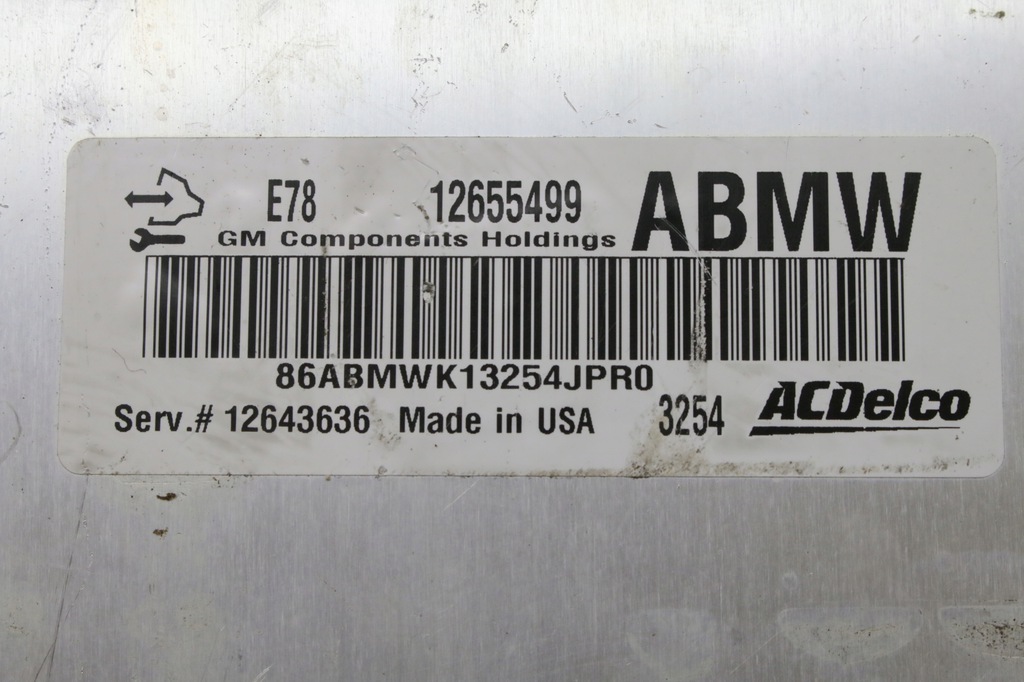 E78 12655499 ABMW
GM Components Holdings
86ABMWK13254JPR0
Serv.# 12643636 Made in USA 3254 ACDelco